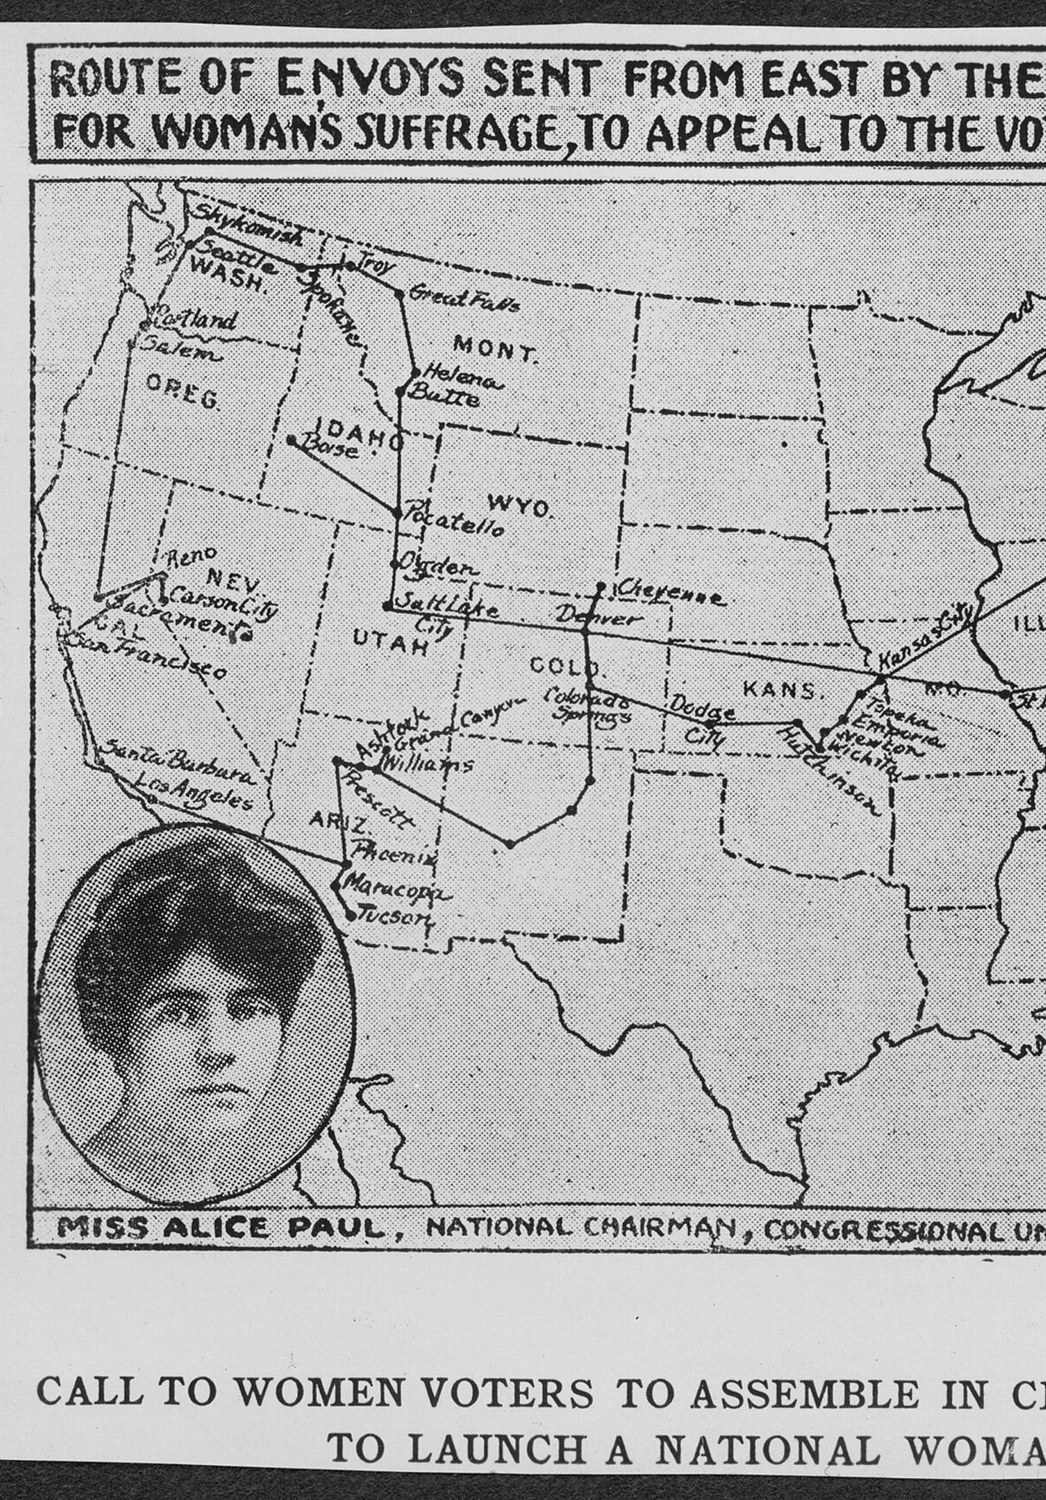 ROUTE OF ENVOYS SENT FROM EAST BY THE
FOR WOMAN'S SUFFRAGE, TO APPEAL TO THE VO
Skykomish
Seattle
WASH.
Spokane
Troy
Great Falls
MONT.
Portland
Salem
OREG.
Helena
Butte
IDAHO
Boise
WYO.
Pocatello
Ogden
Reno
NEV.
Carson City
Sacramento
CAL.
San Francisco
Salt Lake
City
UTAH
Cheyenne
Denver
COLO.
Colorado
Springs
Kansas City
ILL
KANS.
MO.
St.
Dodge
City
Topeka
Emporia
Newton
Wichita
Hutchinson
Ashfork
Grand Canyon
Williams
Prescott
Santa Barbara
Los Angeles
ARIZ.
Phoenix
Maracopa
Tucson
MISS ALICE PAUL, NATIONAL CHAIRMAN, CONGRESSIONAL UN
CALL TO WOMEN VOTERS TO ASSEMBLE IN C
TO LAUNCH A NATIONAL WOMA